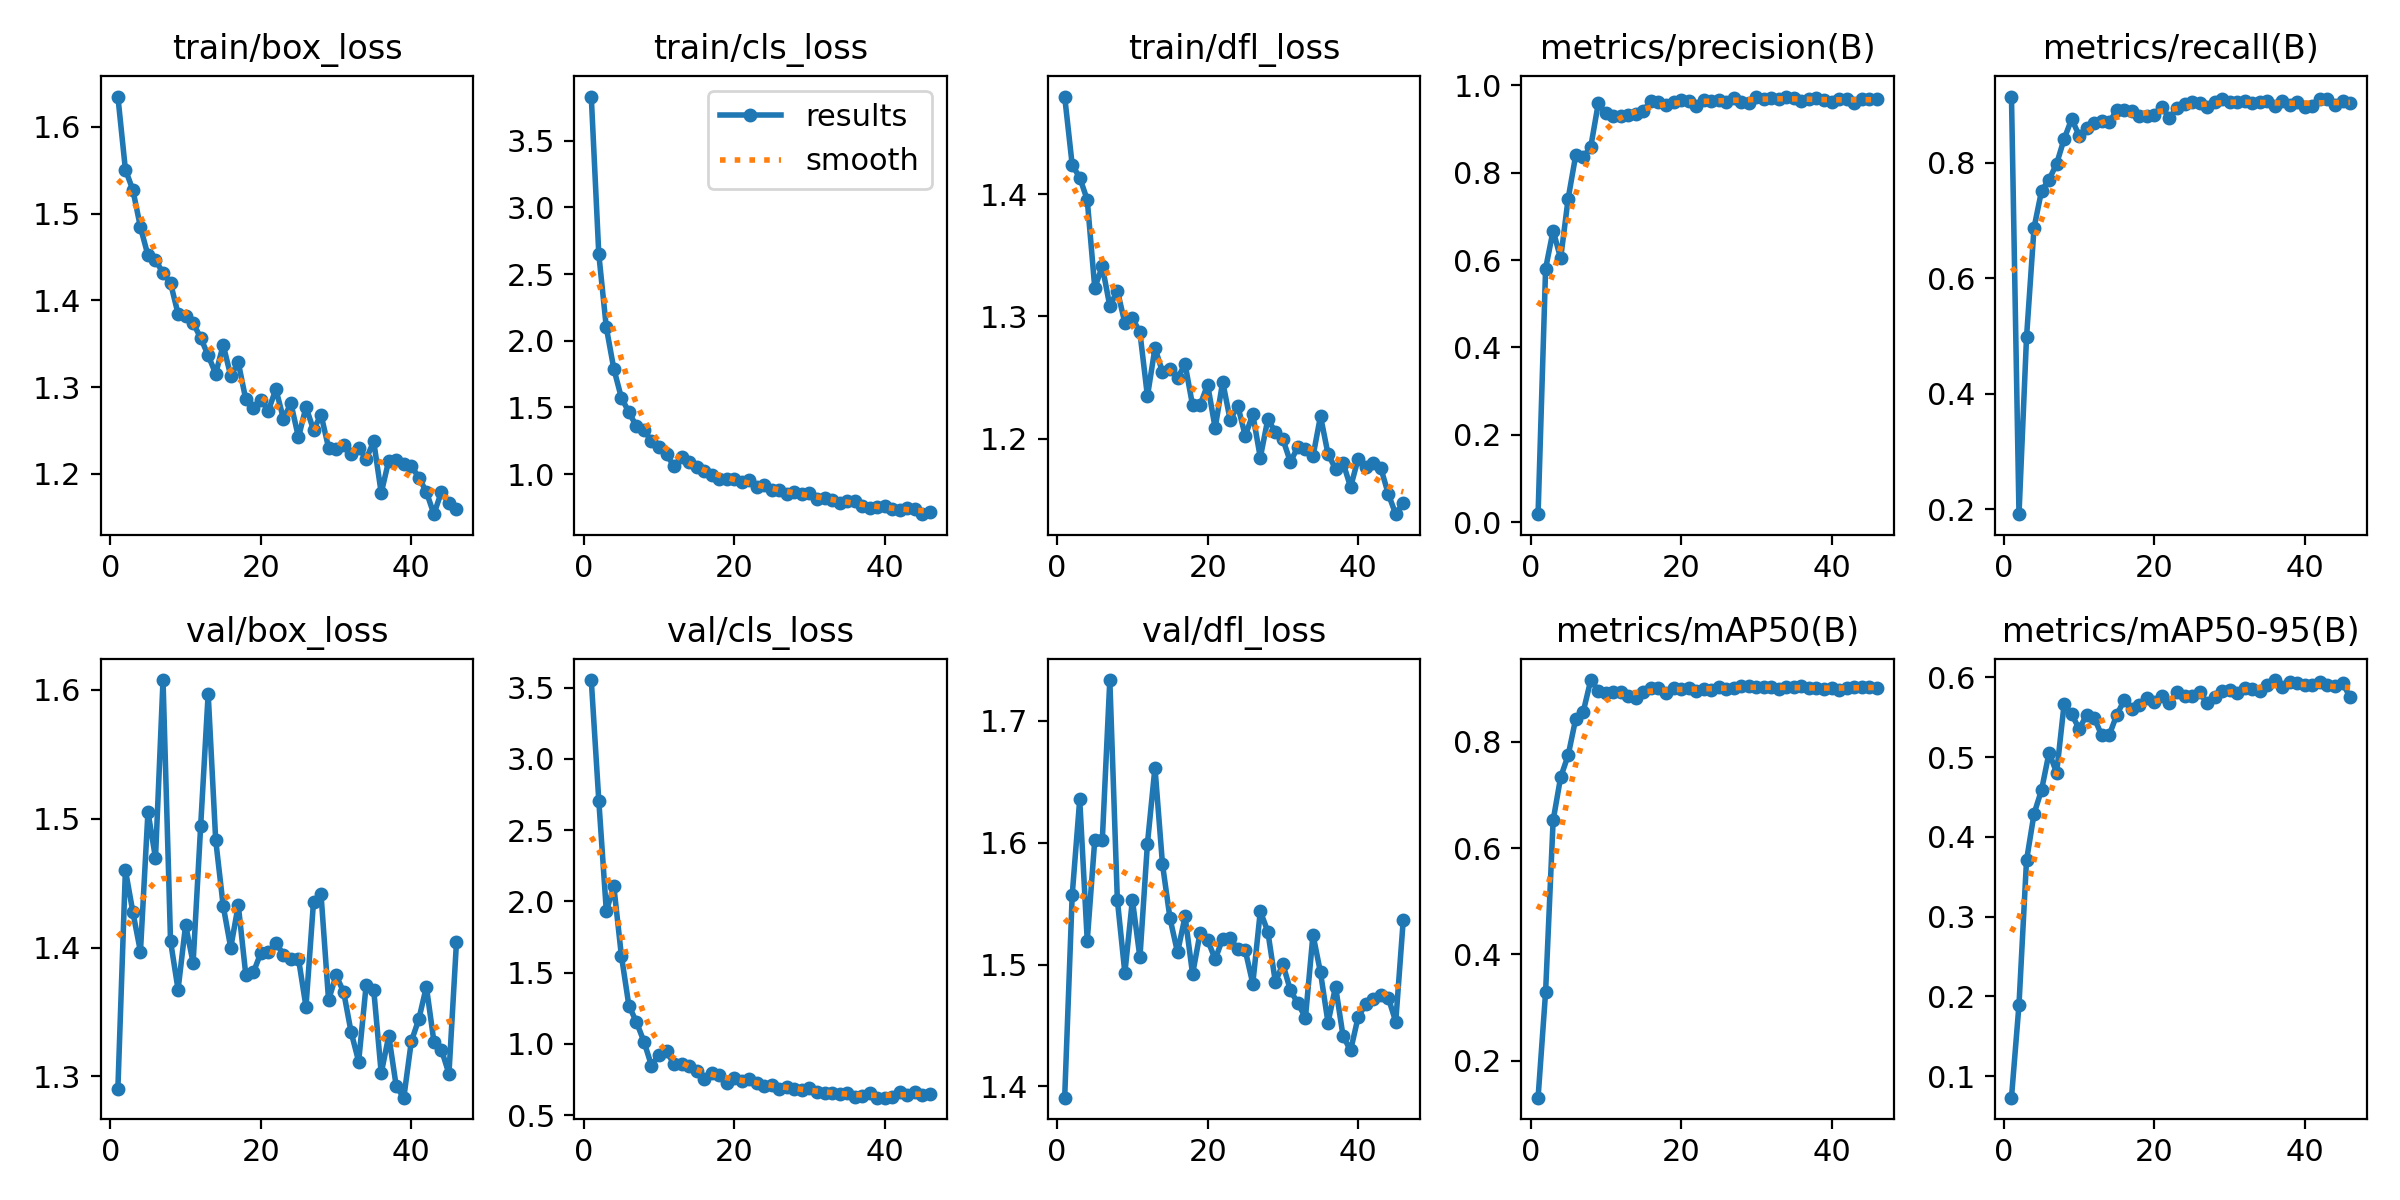 train/box_loss
1.6
1.5
1.4
1.3
1.2
0 20 40
train/cls_loss
results
smooth
3.5
3.0
2.5
2.0
1.5
1.0
0 20 40
train/dfl_loss
1.4
1.3
1.2
0 20 40
metrics/precision(B)
1.0
0.8
0.6
0.4
0.2
0.0
0 20 40
metrics/recall(B)
0.8
0.6
0.4
0.2
0 20 40
val/box_loss
1.6
1.5
1.4
1.3
0 20 40
val/cls_loss
3.5
3.0
2.5
2.0
1.5
1.0
0.5
0 20 40
val/dfl_loss
1.7
1.6
1.5
1.4
0 20 40
metrics/mAP50(B)
0.8
0.6
0.4
0.2
0 20 40
metrics/mAP50-95(B)
0.6
0.5
0.4
0.3
0.2
0.1
0 20 40